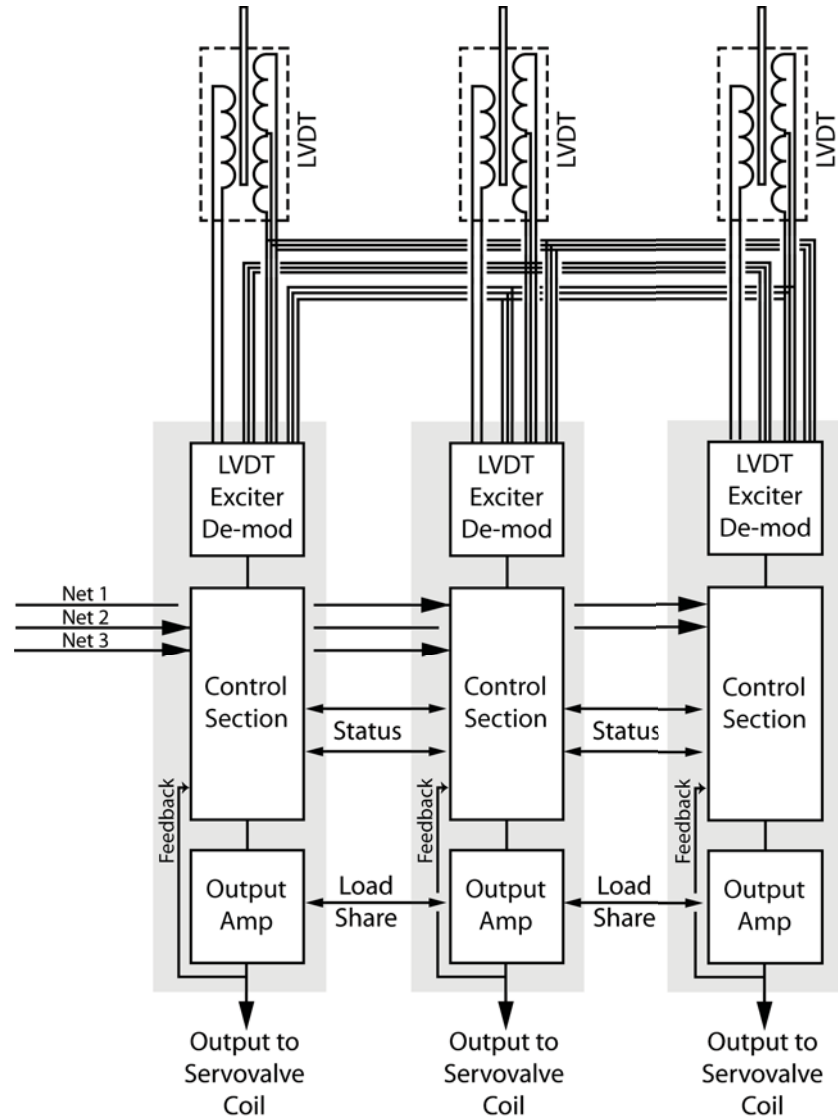 LVDT
LVDT
LVDT
LVDT
Exciter
De-mod
LVDT
Exciter
De-mod
LVDT
Exciter
De-mod
Net 1
Net 2
Net 3
Control
Section
Status
Control
Section
Status
Control
Section
Feedback
Feedback
Feedback
Output
Amp
Load
Share
Output
Amp
Load
Share
Output
Amp
Output to
Servovalve
Coil
Output to
Servovalve
Coil
Output to
Servovalve
Coil